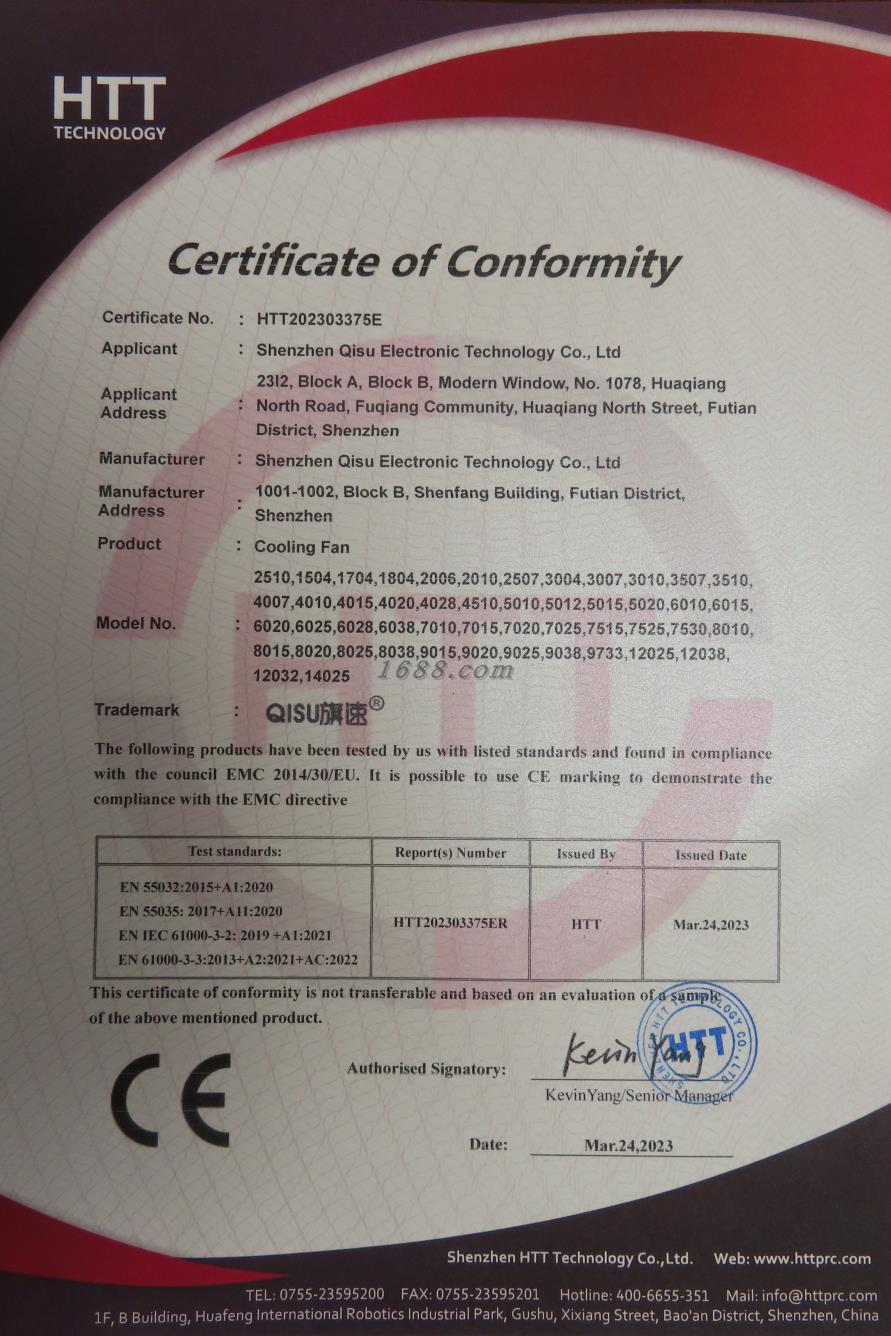 HTT
TECHNOLOGY
Certificate of Conformity
Certificate No. : HTT202303375E
Applicant : Shenzhen Qisu Electronic Technology Co., Ltd
Applicant Address : 23I2, Block A, Block B, Modern Window, No. 1078, Huaqiang
North Road, Fuqiang Community, Huaqiang North Street, Futian
District, Shenzhen
Manufacturer : Shenzhen Qisu Electronic Technology Co., Ltd
Manufacturer Address : 1001-1002, Block B, Shenfang Building, Futian District,
Shenzhen
Product : Cooling Fan
2510,1504,1704,1804,2006,2010,2507,3004,3007,3010,3507,3510,
4007,4010,4015,4020,4028,4510,5010,5012,5015,5020,6010,6015,
Model No. : 6020,6025,6028,6038,7010,7015,7020,7025,7515,7525,7530,8010,
8015,8020,8025,8038,9015,9020,9025,9038,9733,12025,12038,
12032,14025
1688.com
Trademark : QISU旗速®
The following products have been tested by us with listed standards and found in compliance
with the council EMC 2014/30/EU. It is possible to use CE marking to demonstrate the
compliance with the EMC directive
Test standards: Report(s) Number Issued By Issued Date
EN 55032:2015+A1:2020
EN 55035: 2017+A11:2020
EN IEC 61000-3-2: 2019 +A1:2021
EN 61000-3-3:2013+A2:2021+AC:2022
HTT202303375ER HTT Mar.24,2023
This certificate of conformity is not transferable and based on an evaluation of a sample
of the above mentioned product.
CE
Authorised Signatory: Kevin Yang
SHENZHEN HTT TECHNOLOGY CO.,LTD
HTT
KevinYang/Senior Manager
Date: Mar.24,2023
Shenzhen HTT Technology Co.,Ltd. Web: www.httprc.com
TEL: 0755-23595200 FAX: 0755-23595201 Hotline: 400-6655-351 Mail: info@httprc.com
1F, B Building, Huafeng International Robotics Industrial Park, Gushu, Xixiang Street, Bao'an District, Shenzhen, China